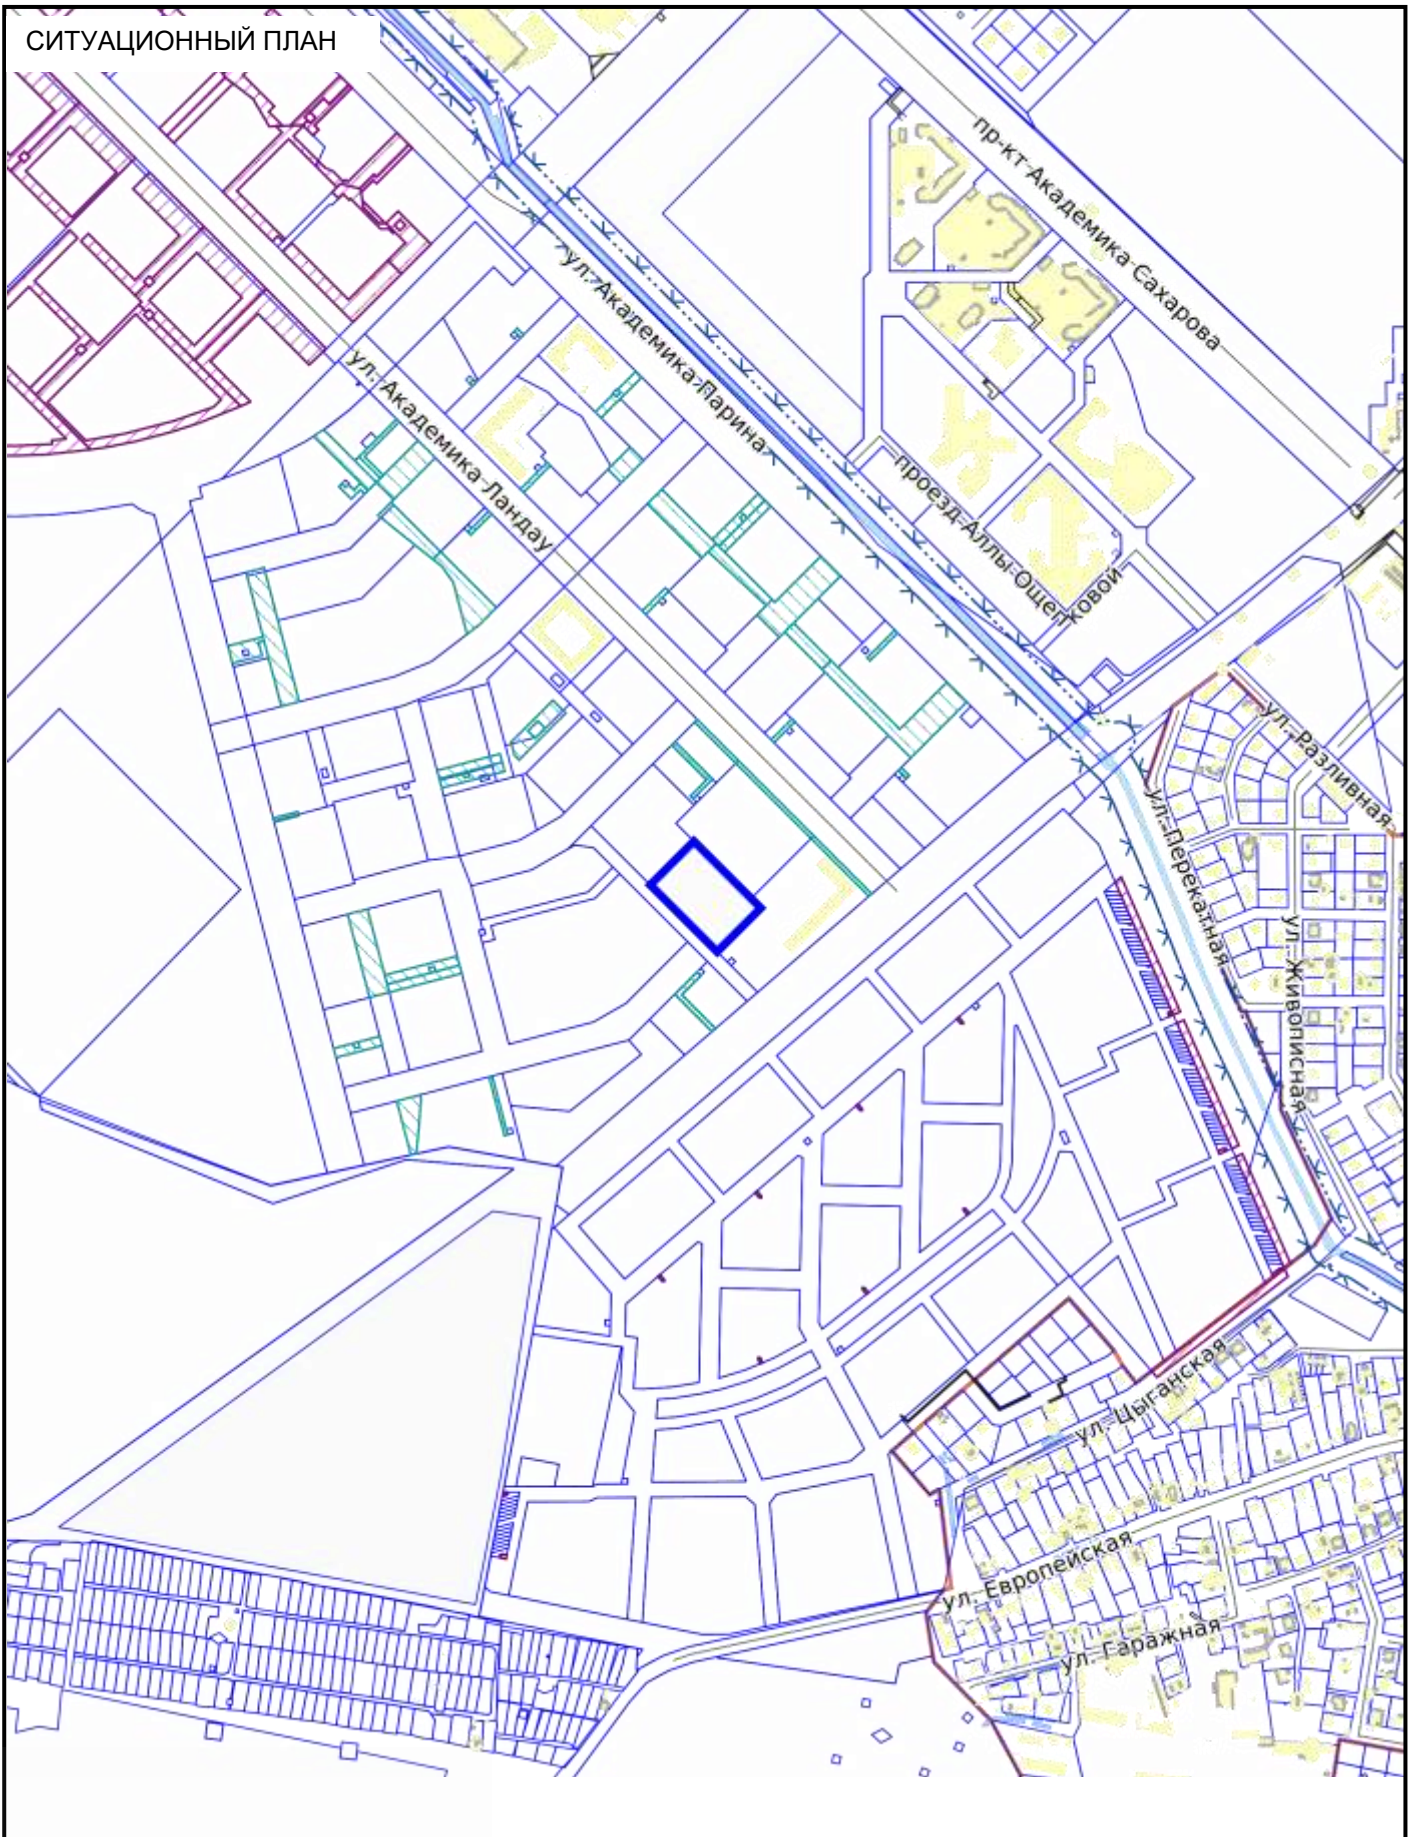 СИТУАЦИОННЫЙ ПЛАН
пр-кт Академика Сахарова
ул. Академика Парина
ул. Академика Ландау
проезд Аллы Ощепковой
ул. Разливная
ул. Перекатная
ул. Живописная
ул. Цыганская
ул. Европейская
ул. Гаражная